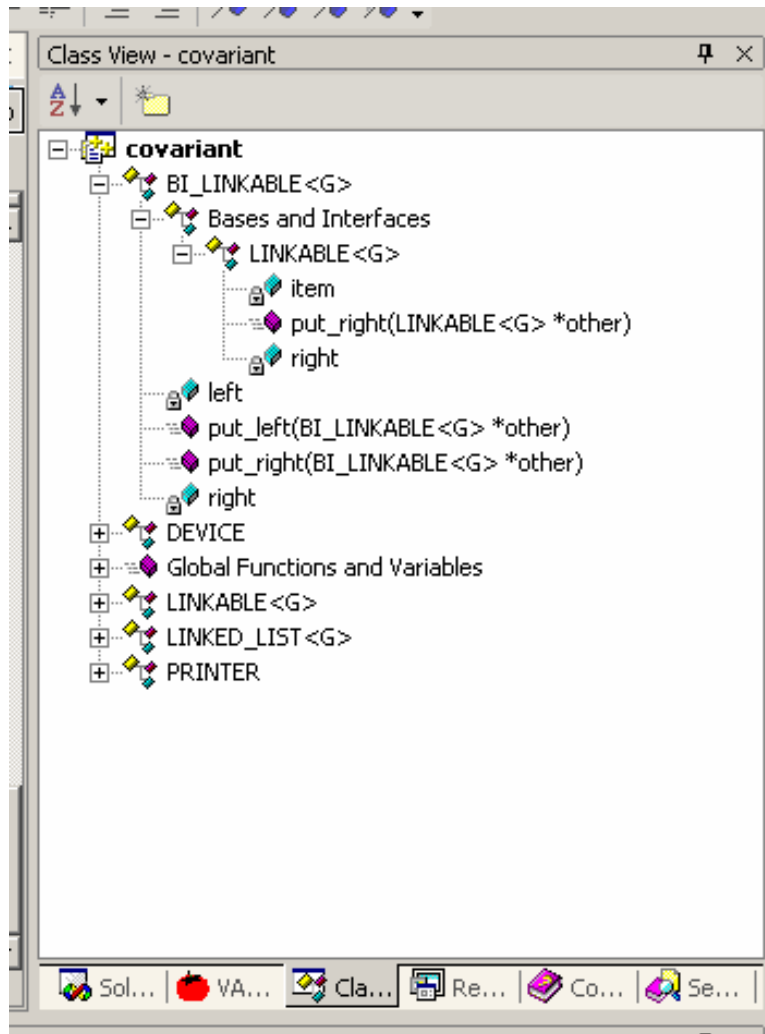 Class View - covariant
covariant
BI_LINKABLE<G>
Bases and Interfaces
LINKABLE<G>
item
put_right(LINKABLE<G> *other)
right
left
put_left(BI_LINKABLE<G> *other)
put_right(BI_LINKABLE<G> *other)
right
DEVICE
Global Functions and Variables
LINKABLE<G>
LINKED_LIST<G>
PRINTER
Sol... VA... Cla... Re... Co... Se...